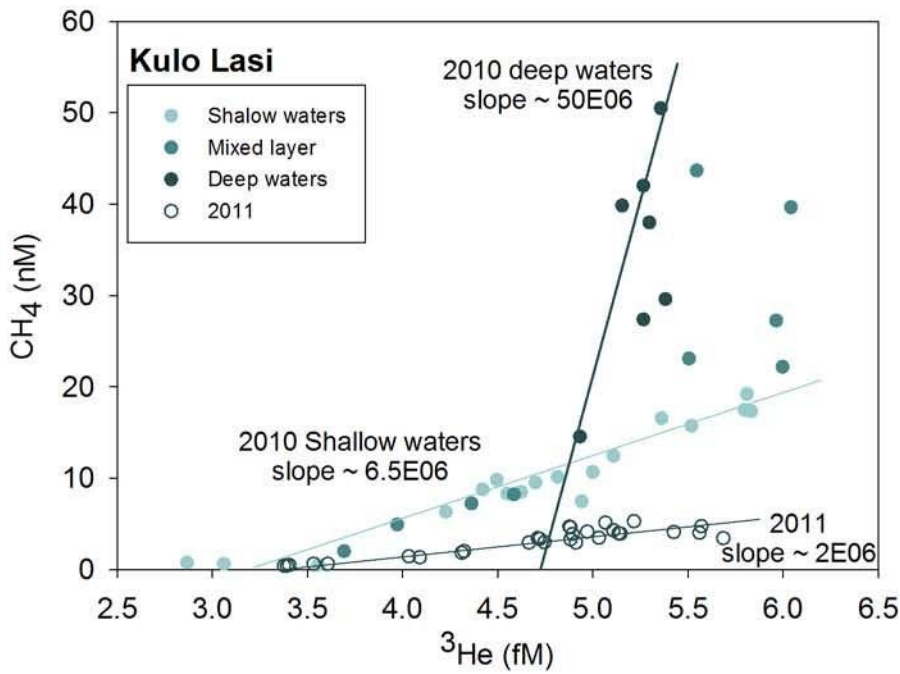 Kulo Lasi
Shalow waters
Mixed layer
Deep waters
2011
2010 deep waters
slope ~ 50E06
2010 Shallow waters
slope ~ 6.5E06
2011
slope ~ 2E06
60
50
40
30
20
10
0
CH4 (nM)
2.5 3.0 3.5 4.0 4.5 5.0 5.5 6.0 6.5
3He (fM)